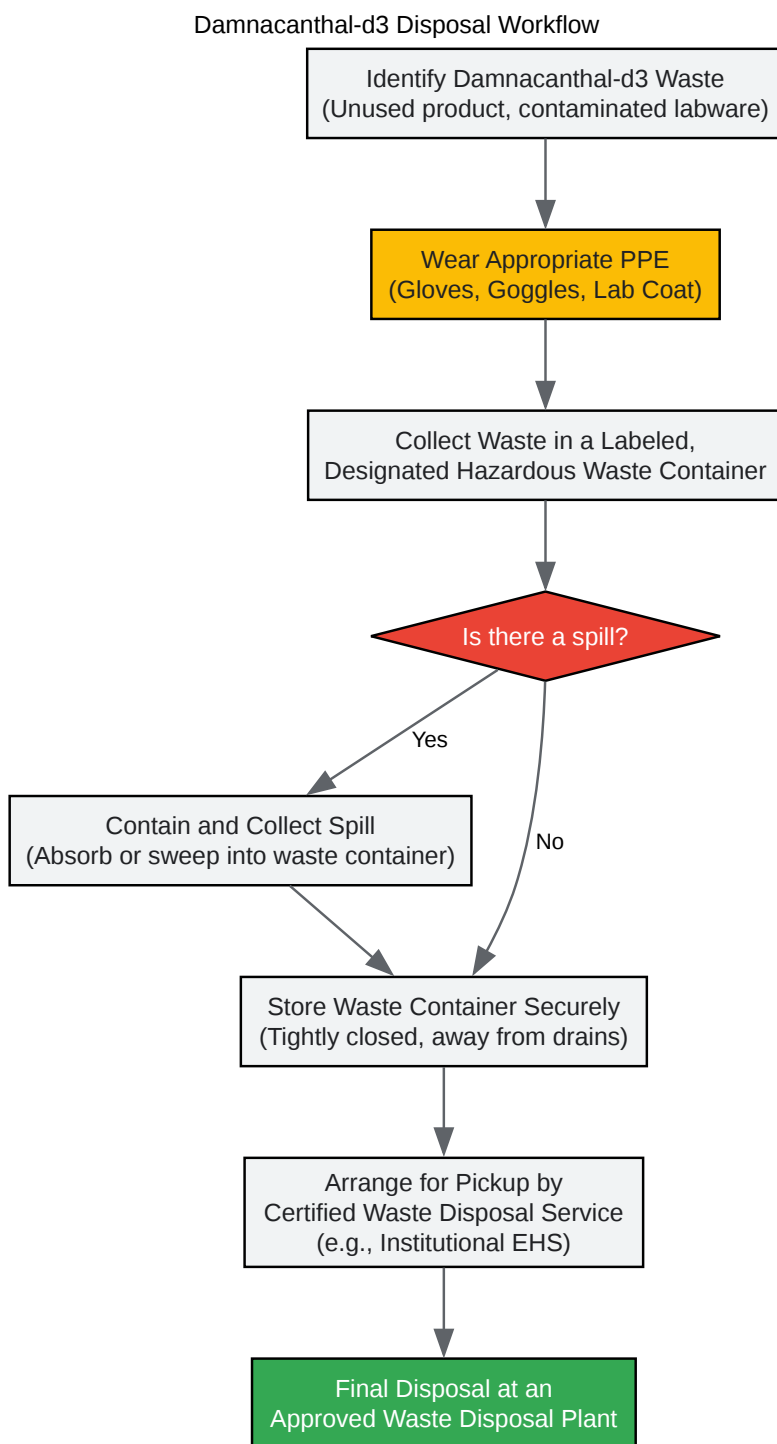 Damnacanthal-d3 Disposal Workflow
Identify Damnacanthal-d3 Waste
(Unused product, contaminated labware)
Wear Appropriate PPE
(Gloves, Goggles, Lab Coat)
Collect Waste in a Labeled,
Designated Hazardous Waste Container
Is there a spill?
Yes
Contain and Collect Spill
(Absorb or sweep into waste container)
No
Store Waste Container Securely
(Tightly closed, away from drains)
Arrange for Pickup by
Certified Waste Disposal Service
(e.g., Institutional EHS)
Final Disposal at an
Approved Waste Disposal Plant